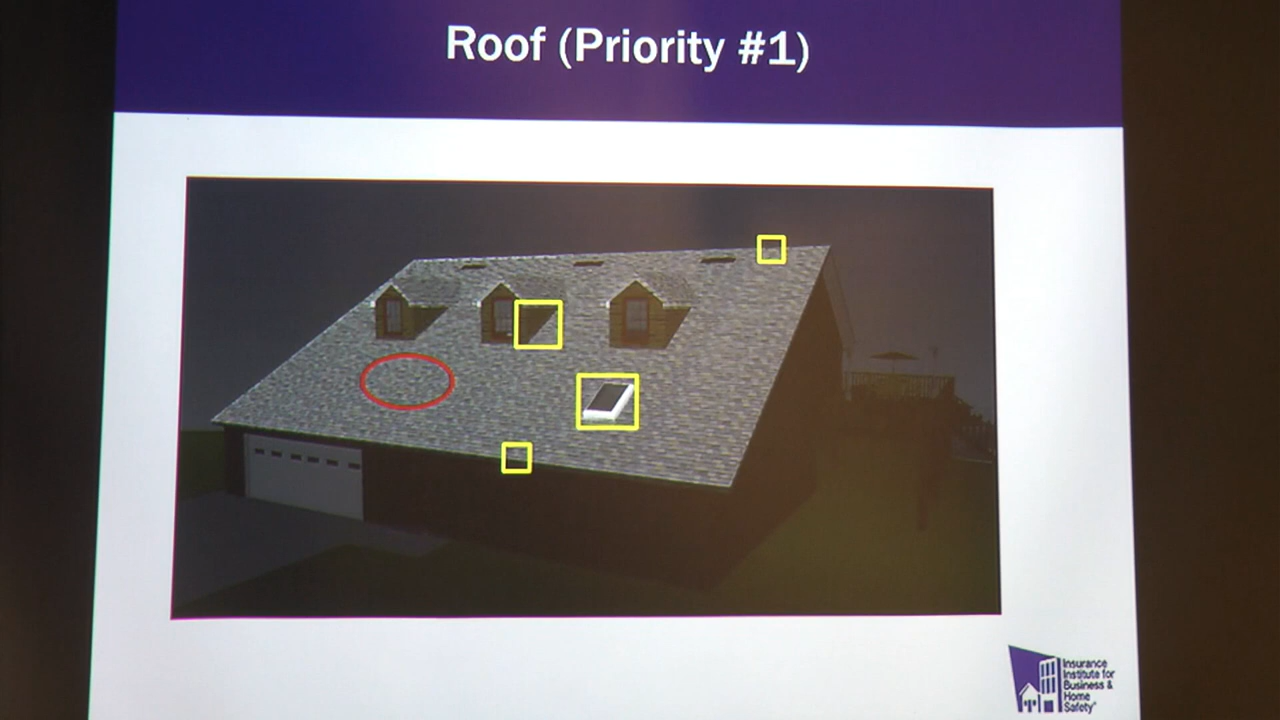 Roof (Priority #1)
Insurance
Institute for
Business &
Home
Safety®